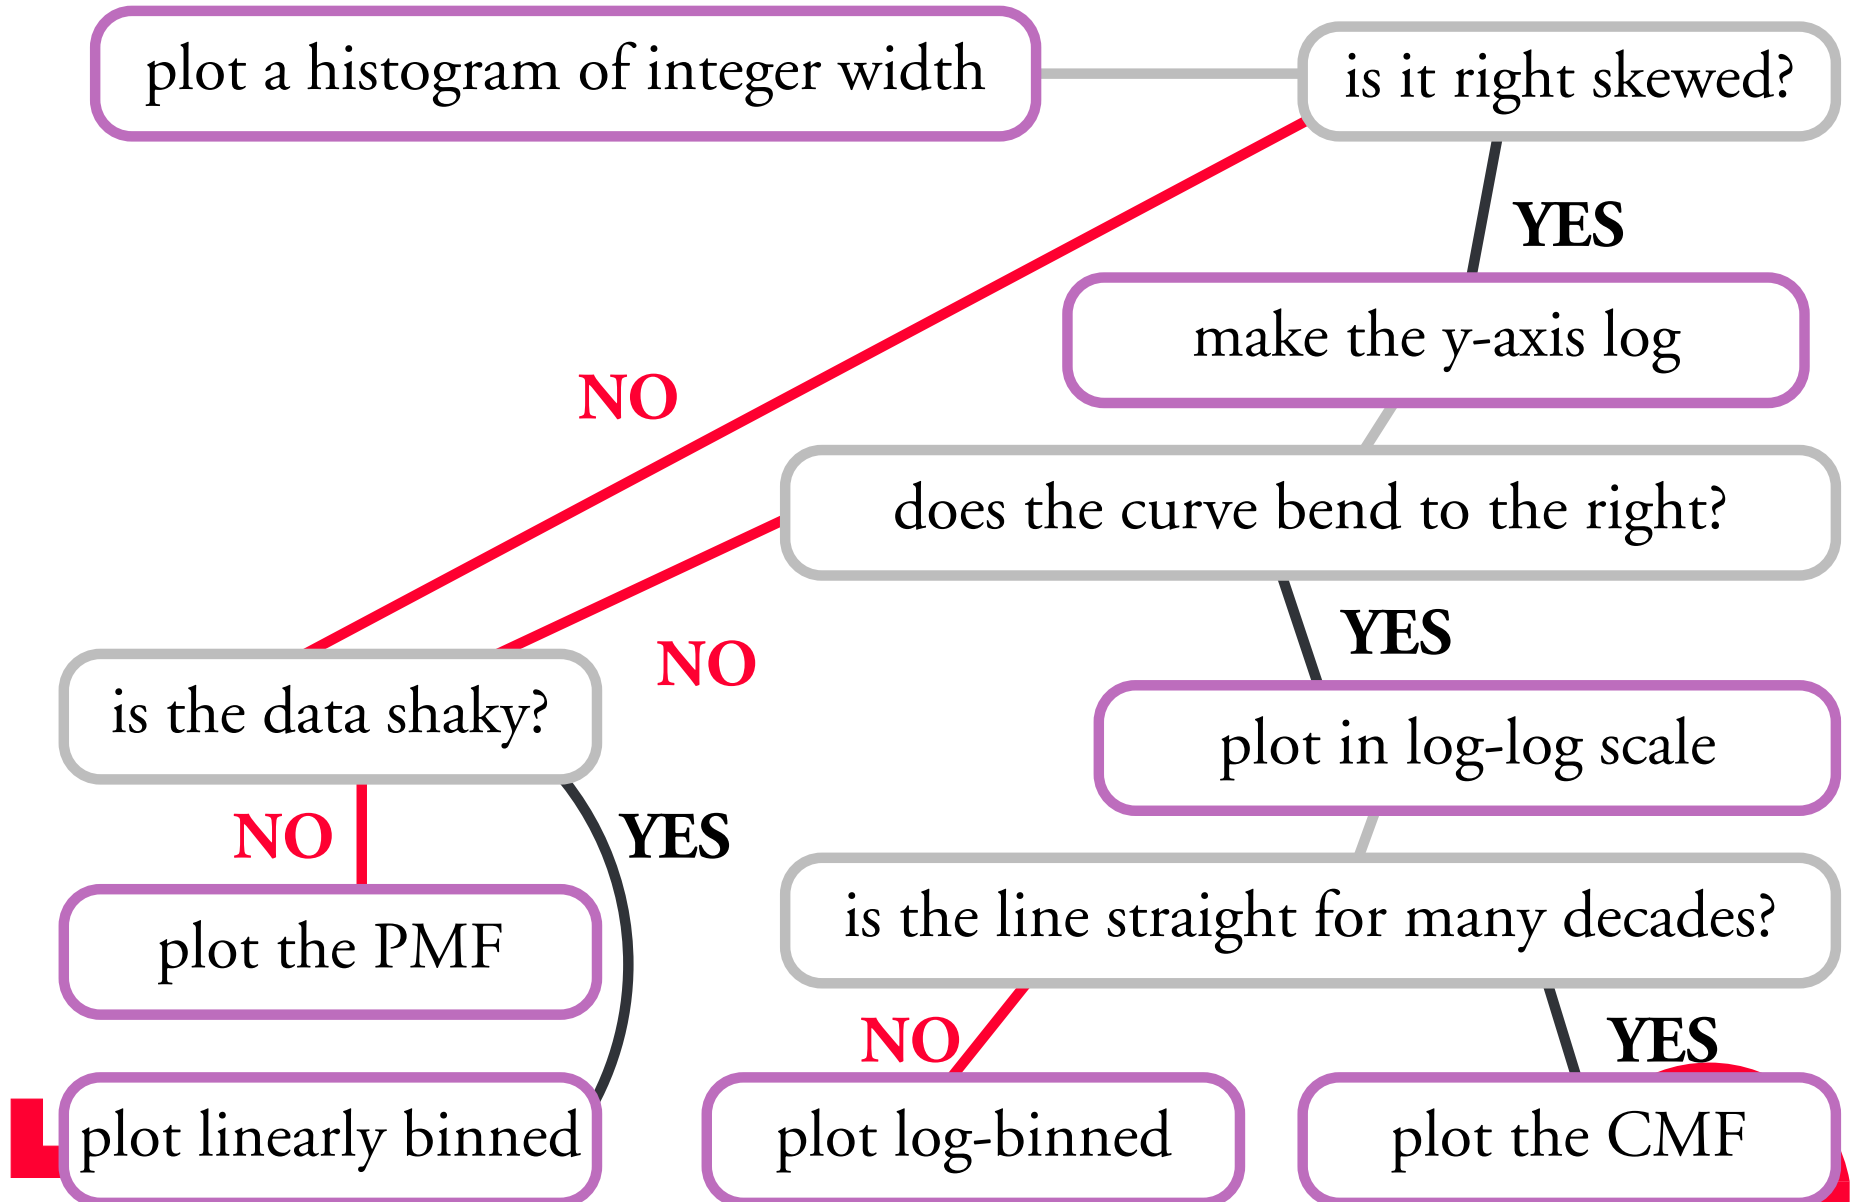 plot a histogram of integer width
is it right skewed?
YES
make the y-axis log
NO
does the curve bend to the right?
YES
NO
is the data shaky?
plot in log-log scale
NO
YES
is the line straight for many decades?
plot the PMF
NO
YES
plot linearly binned
plot log-binned
plot the CMF